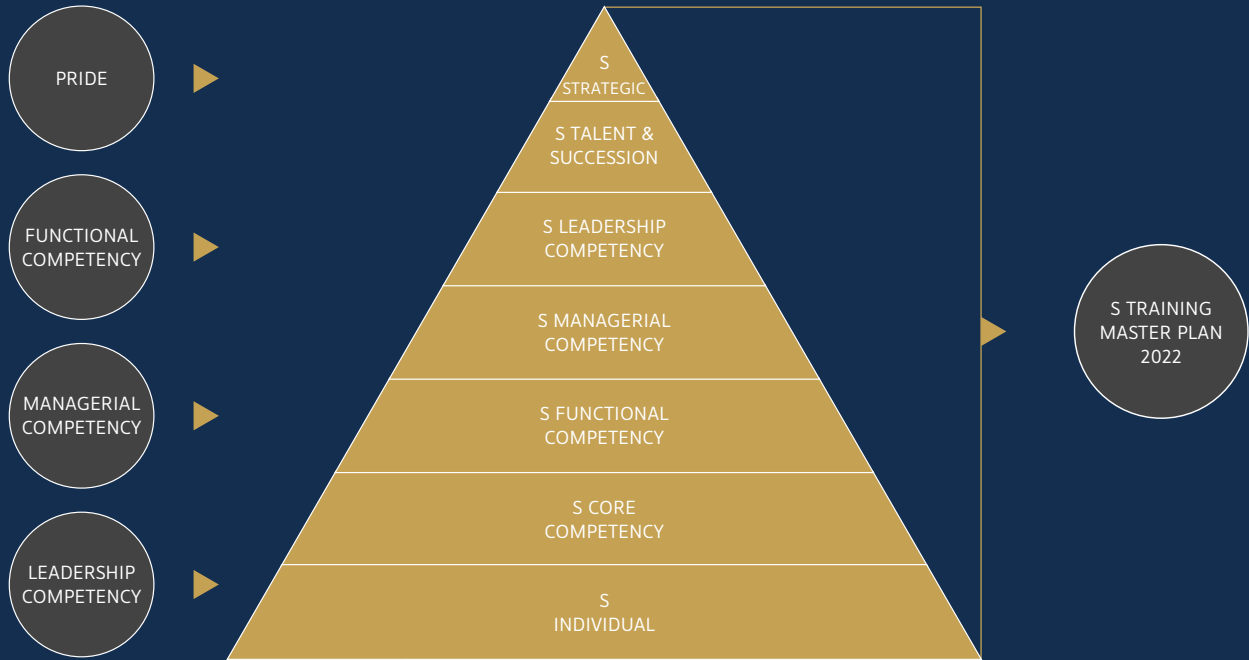 PRIDE
FUNCTIONAL
COMPETENCY
MANAGERIAL
COMPETENCY
LEADERSHIP
COMPETENCY
S
STRATEGIC
S TALENT &
SUCCESSION
S LEADERSHIP
COMPETENCY
S MANAGERIAL
COMPETENCY
S FUNCTIONAL
COMPETENCY
S CORE
COMPETENCY
S
INDIVIDUAL
S TRAINING
MASTER PLAN
2022